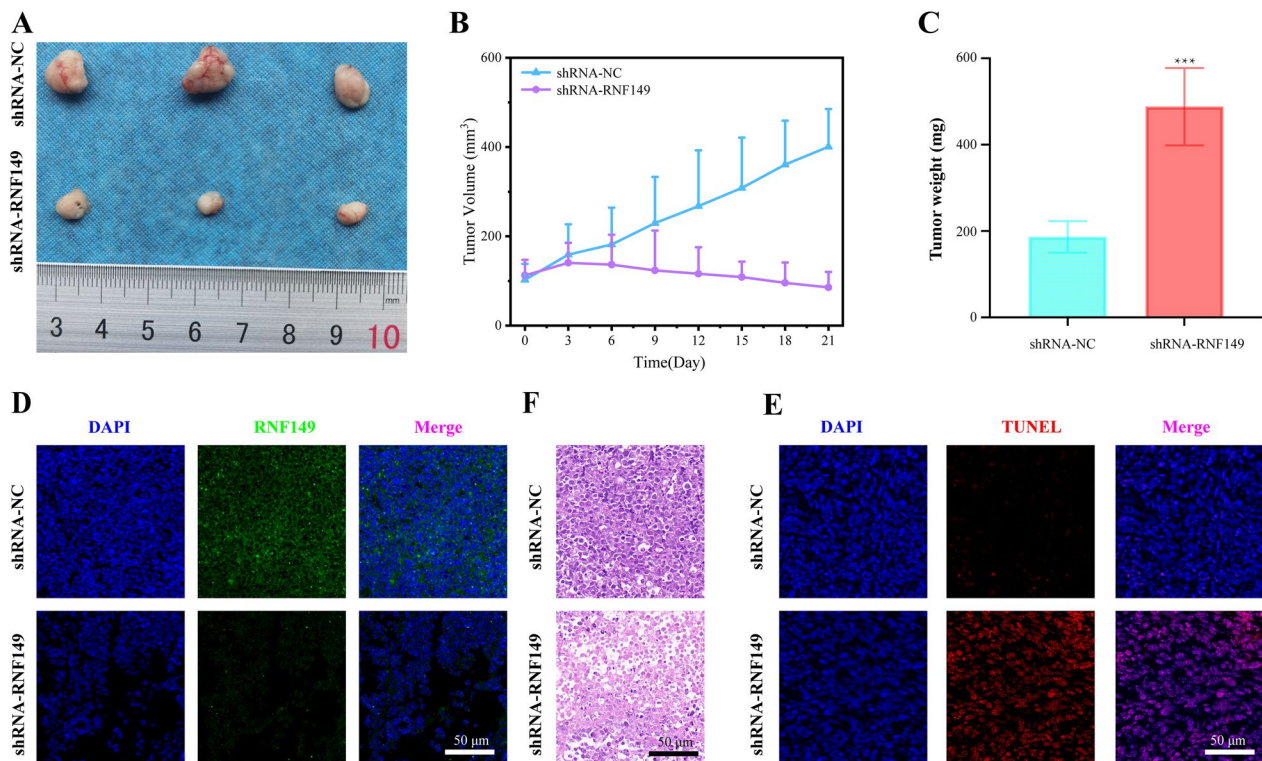 A
shRNA-NC
shRNA-RNF149
3 4 5 6 7 8 9 10
mm
B
600
400
200
0
Tumor Volume (mm³)
shRNA-NC
shRNA-RNF149
0 3 6 9 12 15 18 21
Time(Day)
C
600
400
200
0
Tumor weight (mg)
***
shRNA-NC shRNA-RNF149
D
DAPI RNF149 Merge
shRNA-NC
shRNA-RNF149
50 μm
F
shRNA-NC
shRNA-RNF149
50 μm
E
DAPI TUNEL Merge
shRNA-NC
shRNA-RNF149
50 μm